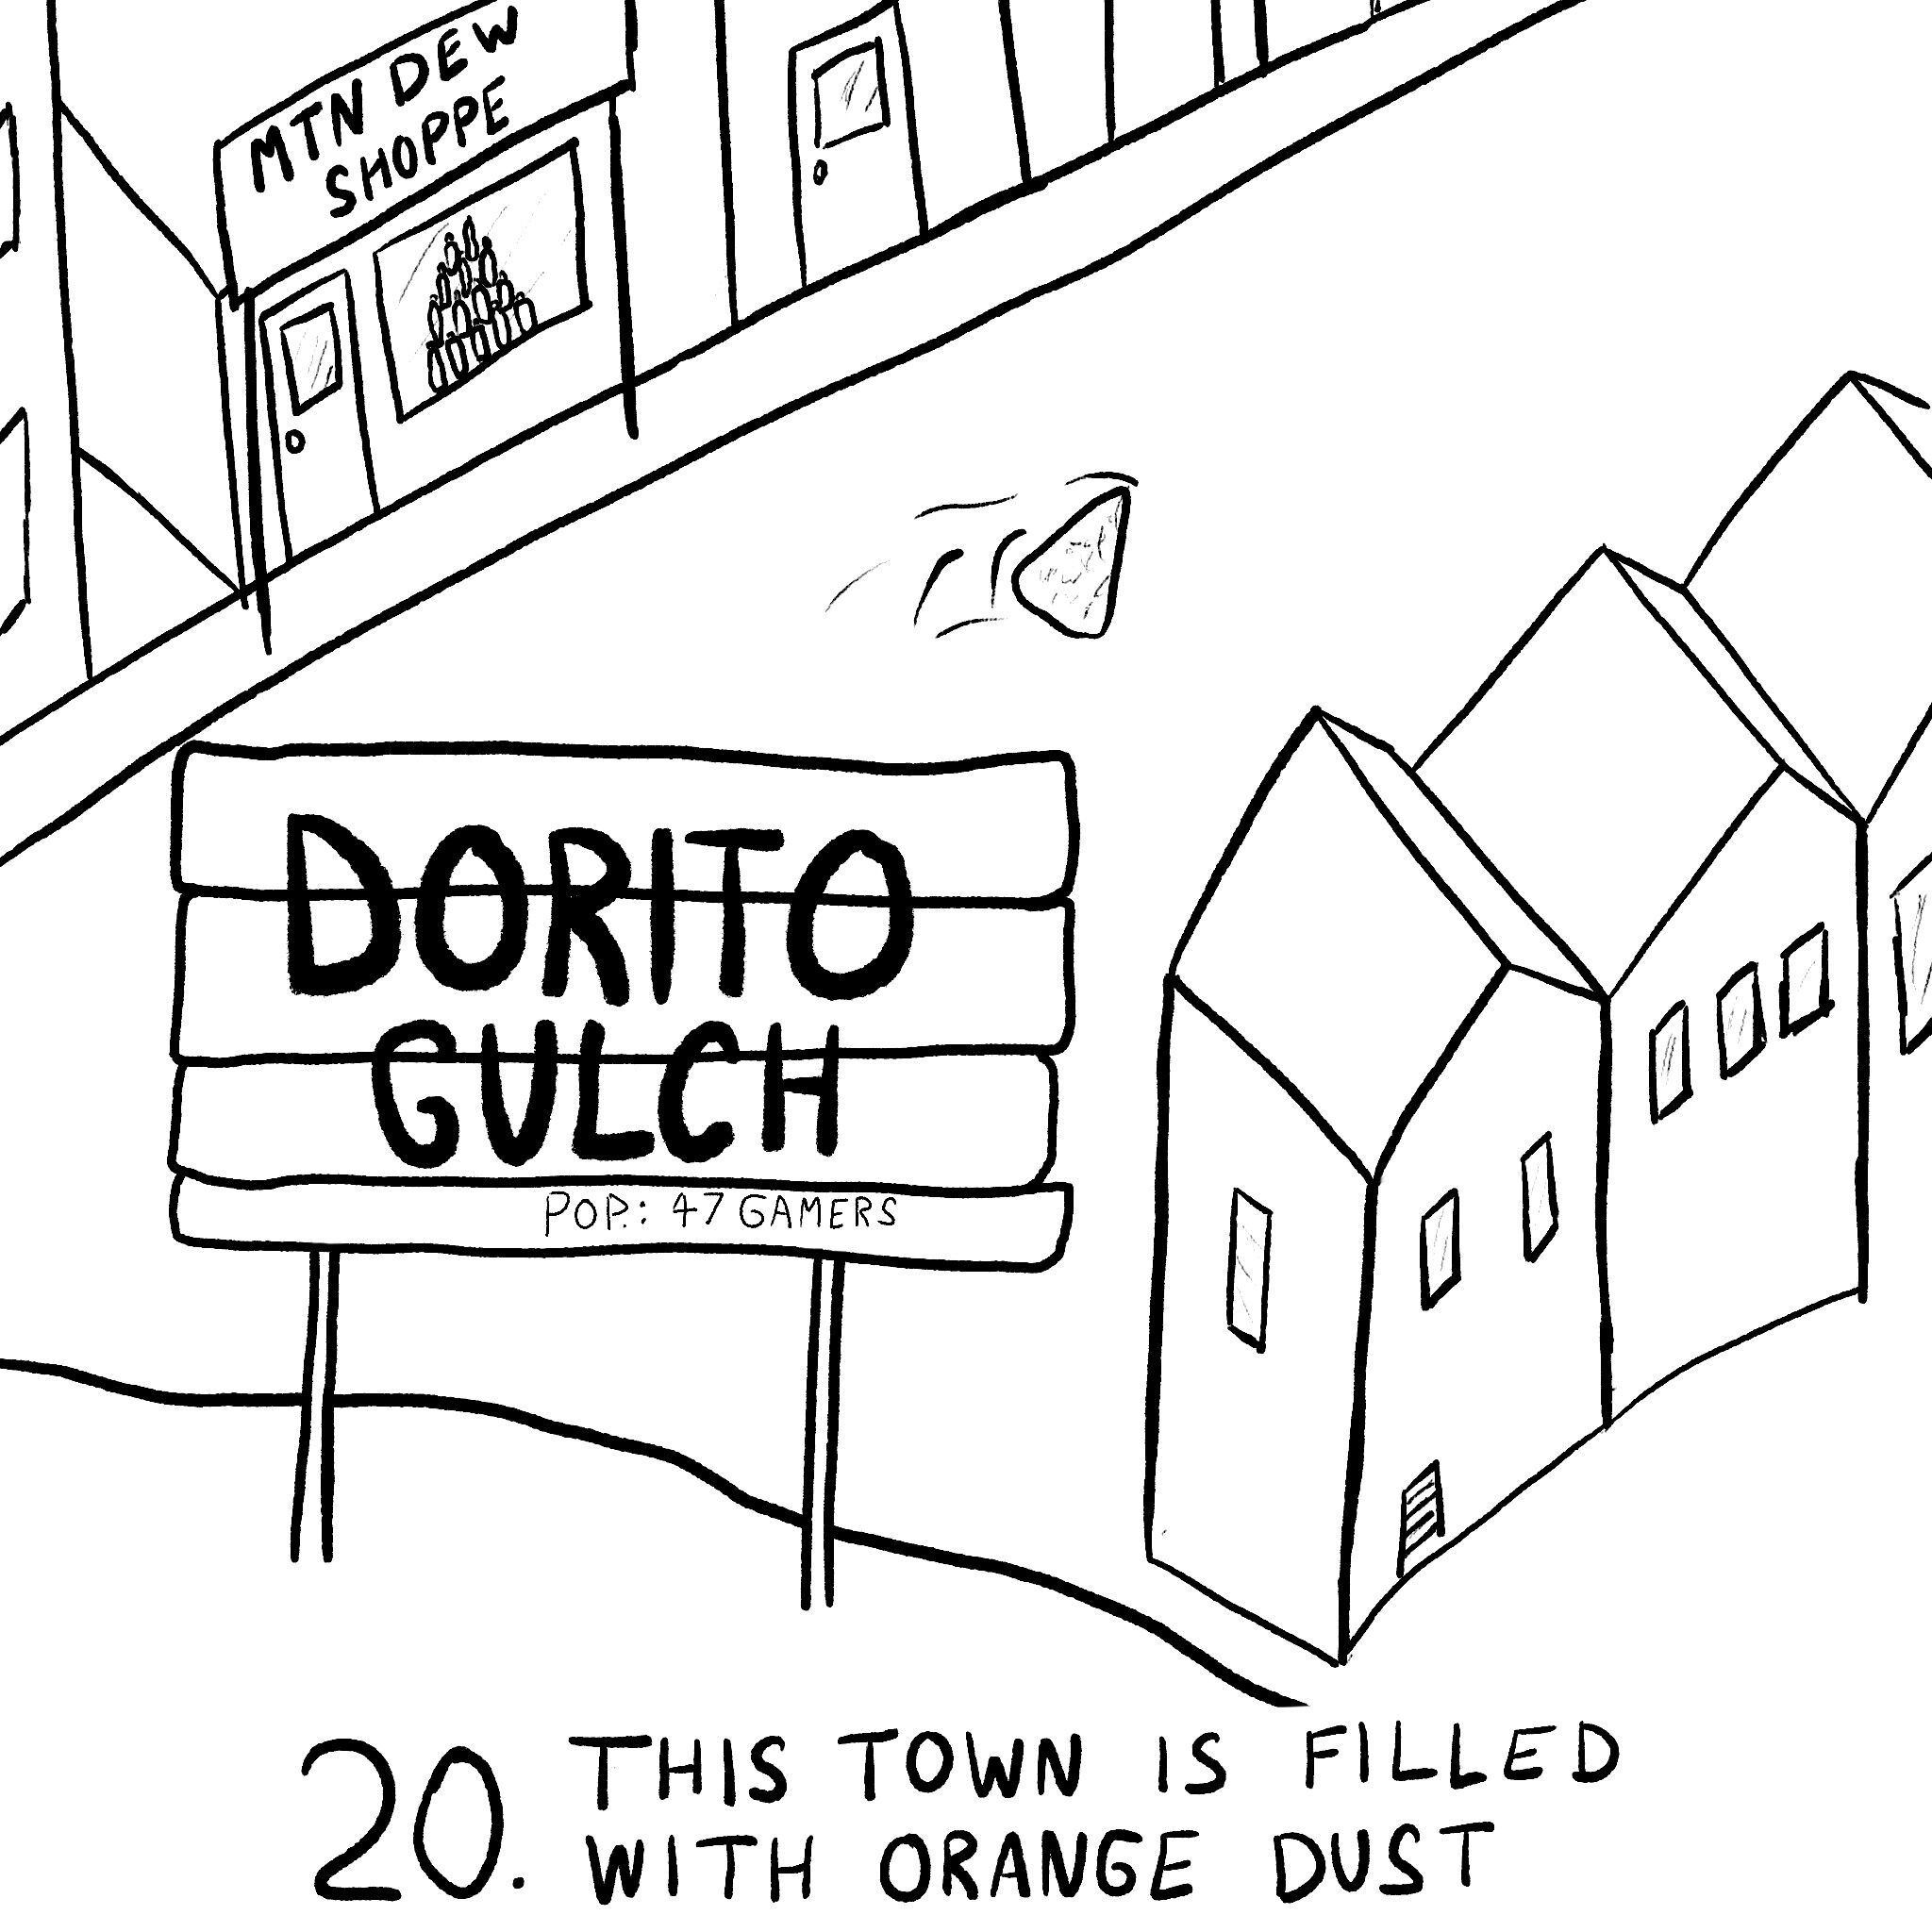 MTN DEW
SHOPPE
DORITO
GULCH
POP.: 47 GAMERS
20. THIS TOWN IS FILLED
WITH ORANGE DUST